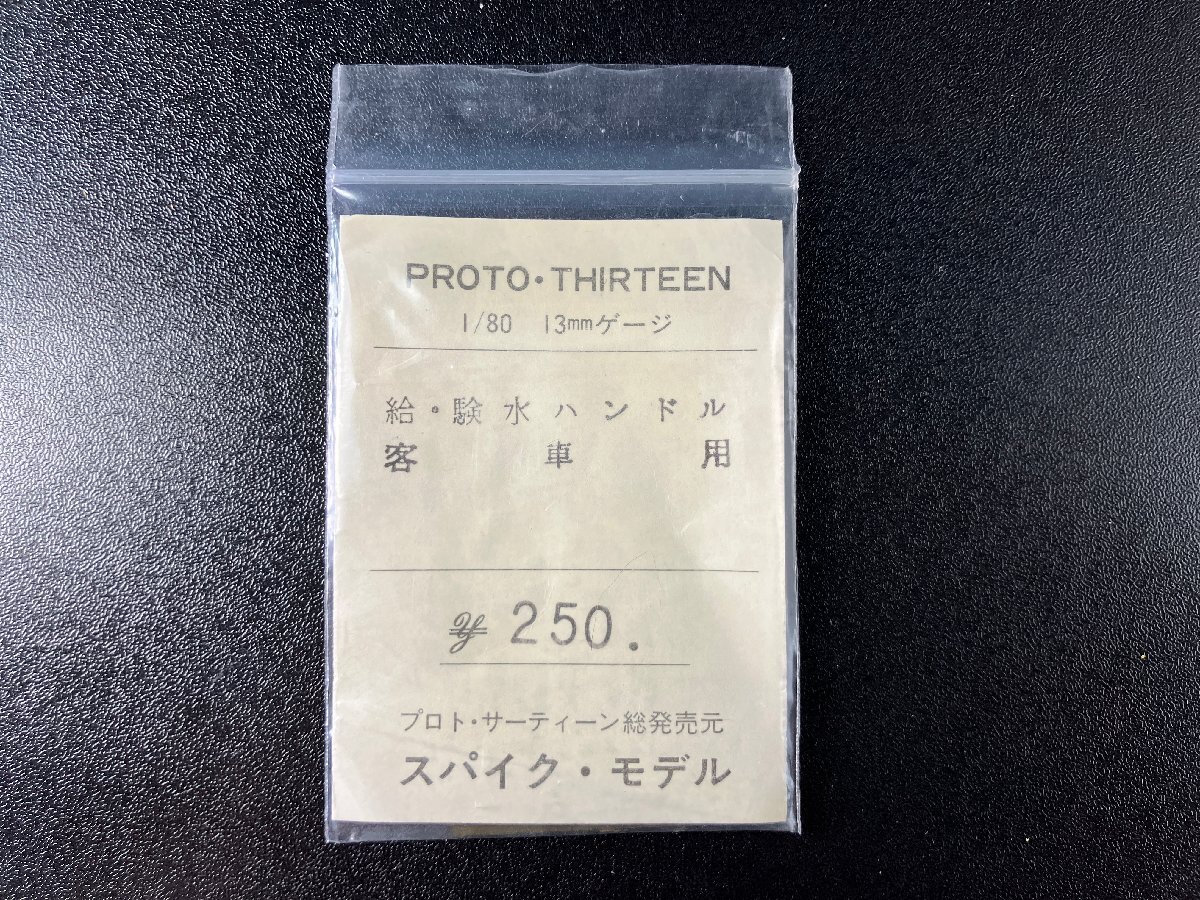 PROTO・THIRTEEN
1/80 13mmゲージ
給・験水ハンドル
客車用
¥ 250.
プロト・サーティーン総発売元
スパイク・モデル